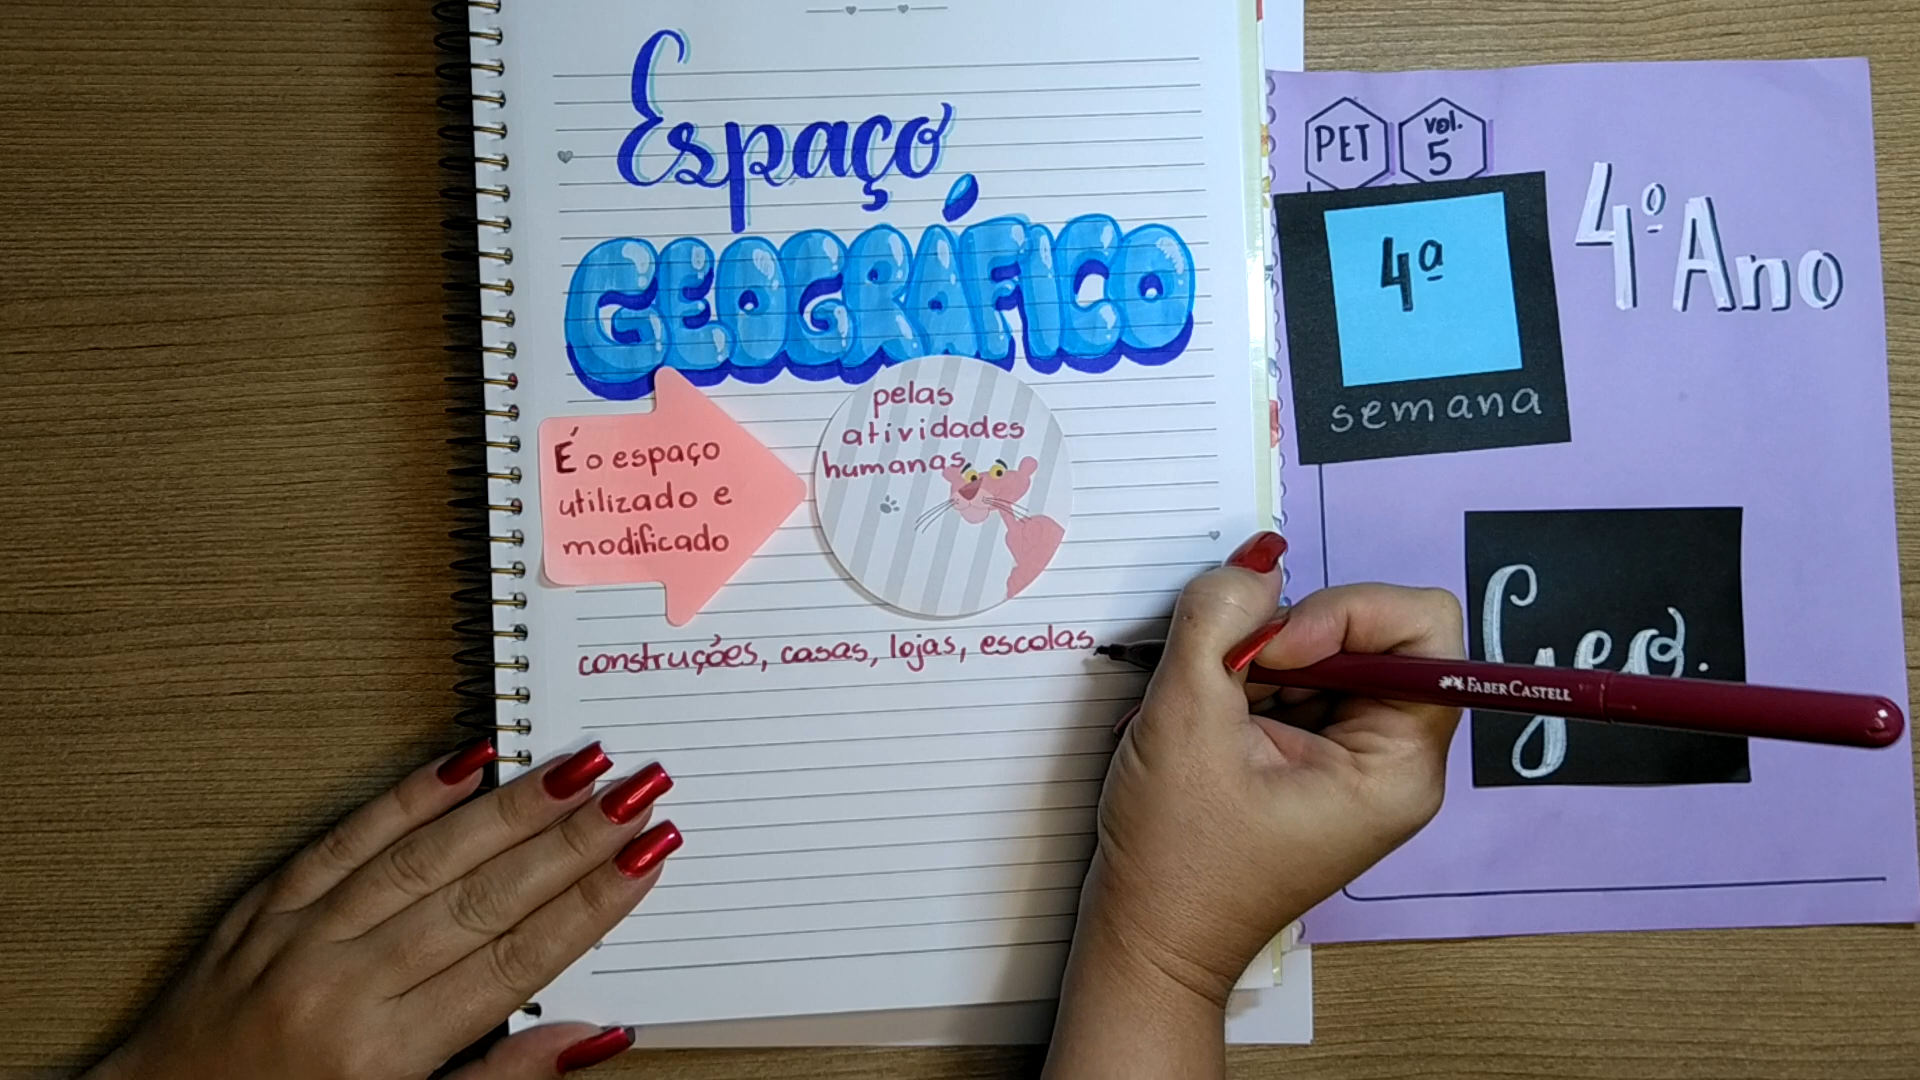 Espaço
GEOGRÁFICO
É o espaço
utilizado e
modificado
pelas
atividades
humanas
construções, casas, lojas, escolas
PET
vol.
5
4ª
semana
4º Ano
Geo.
FABER CASTELL